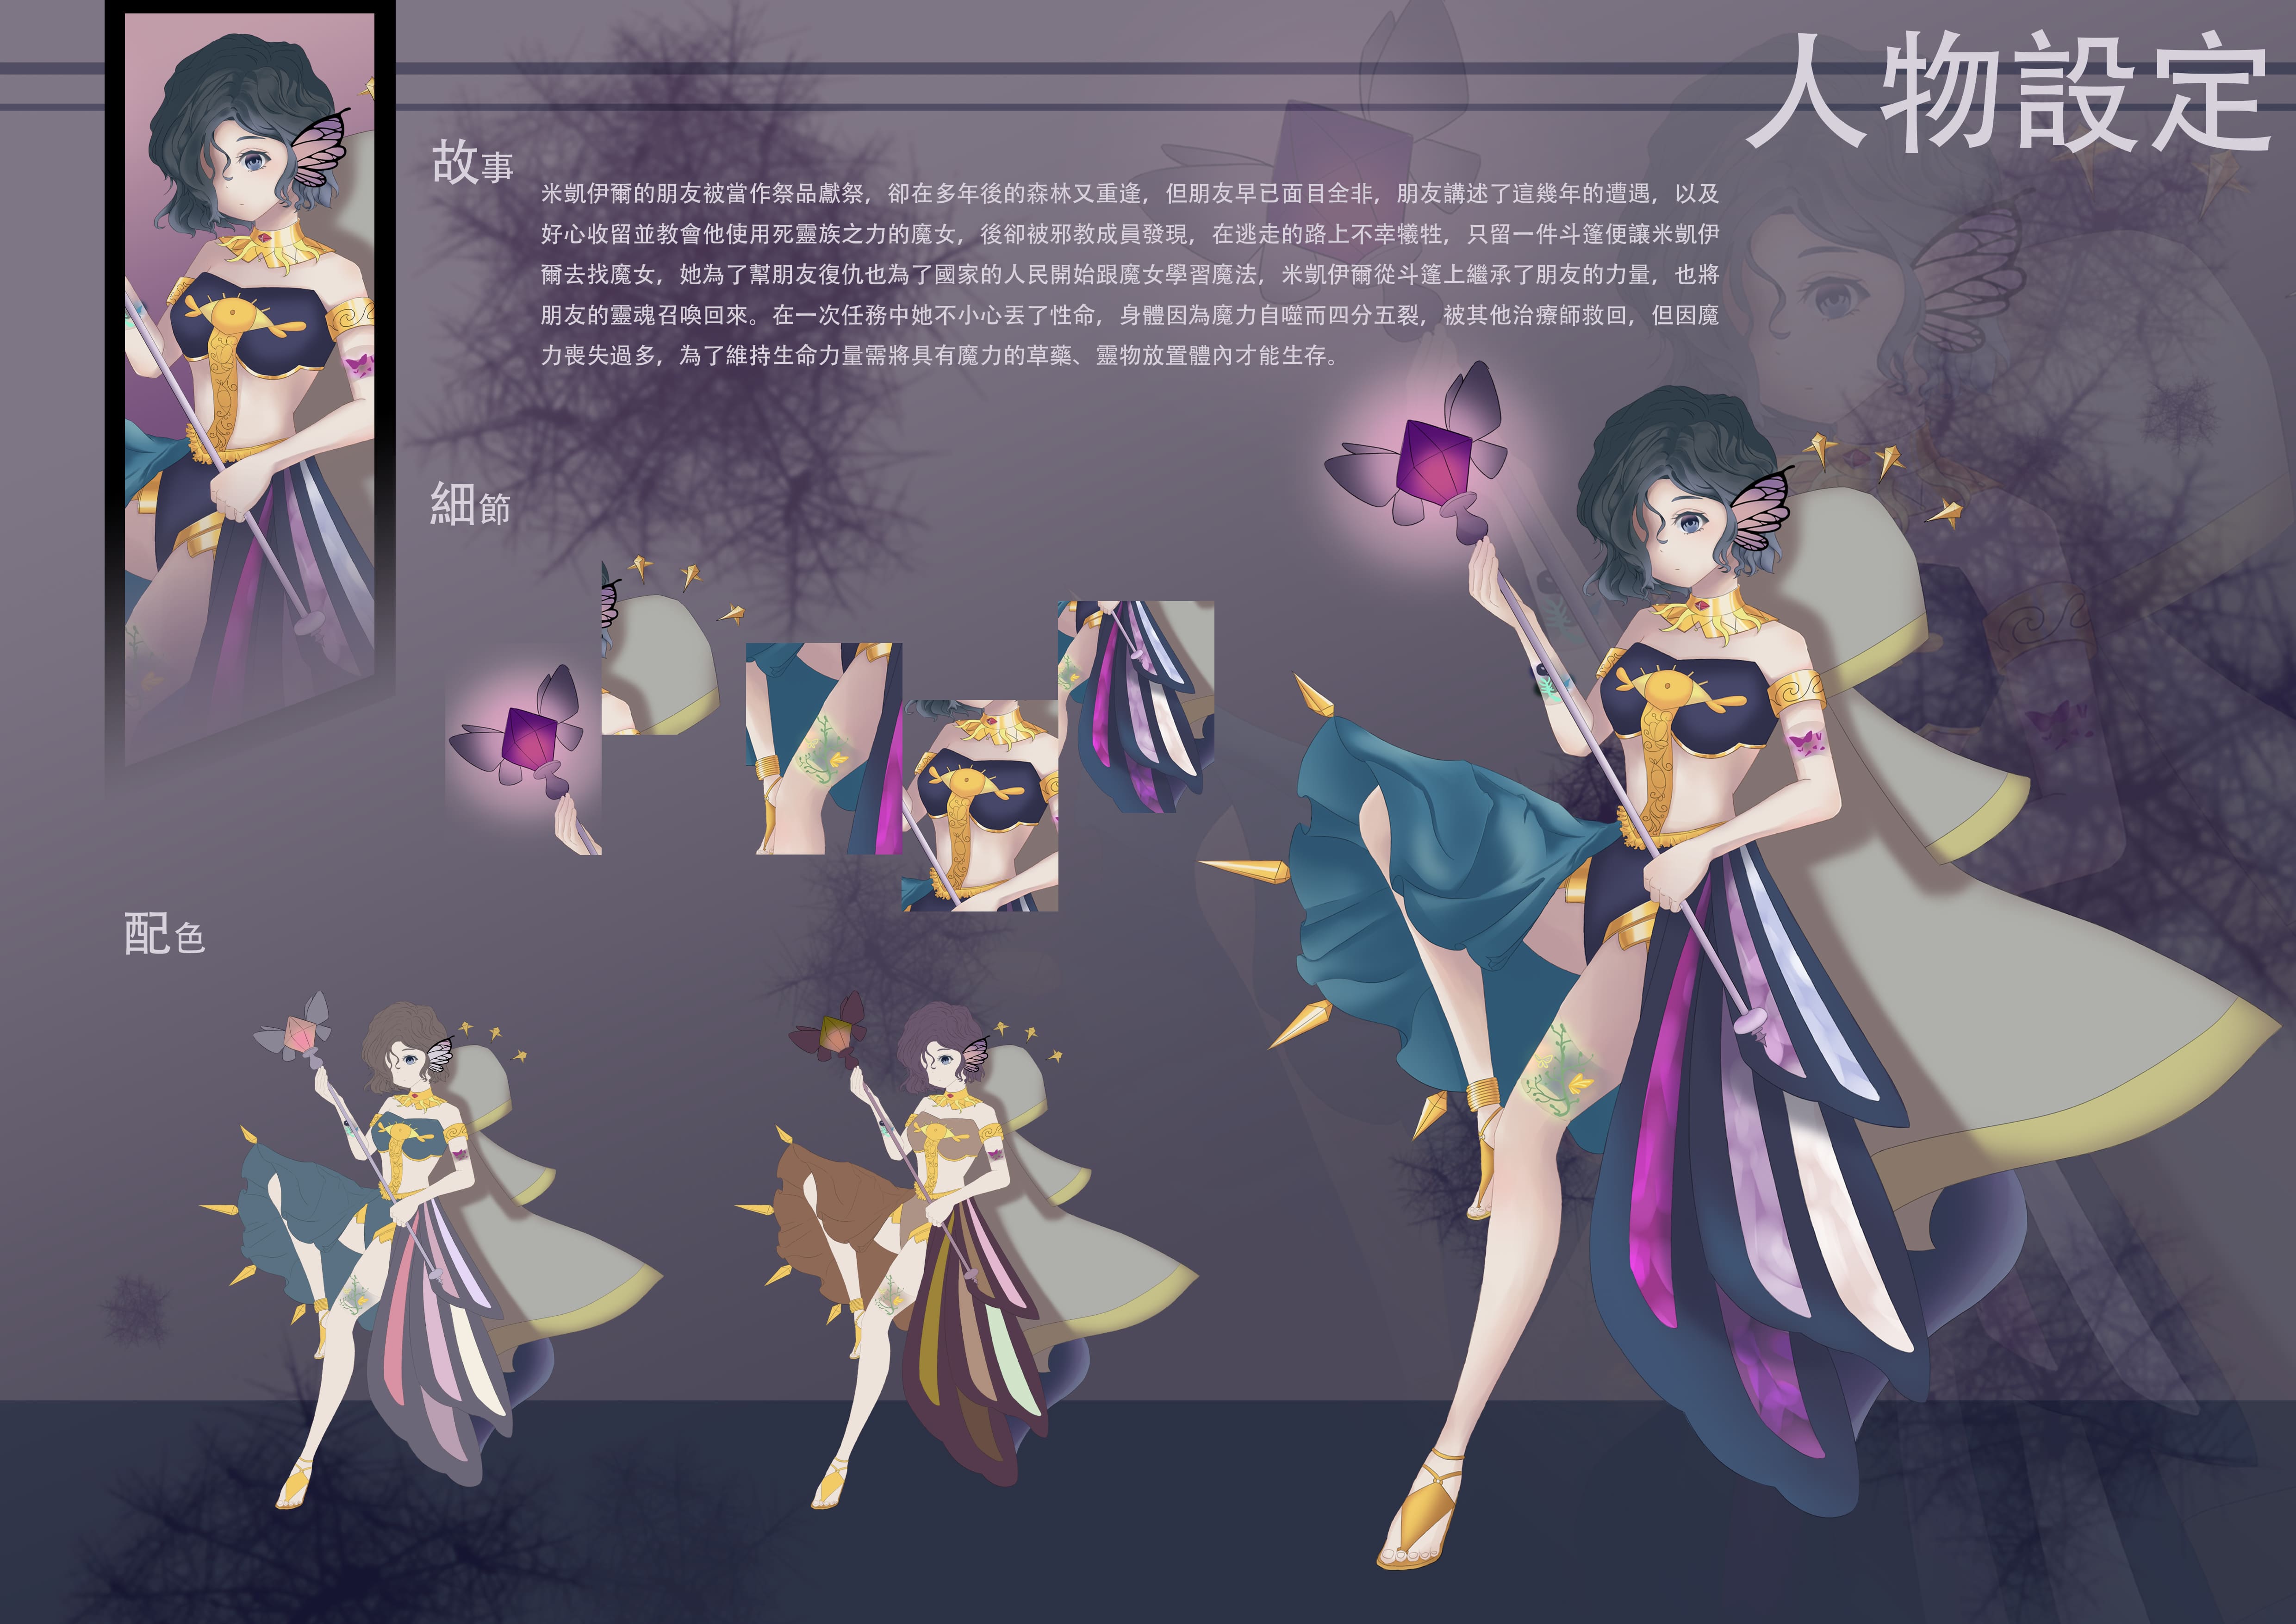 人物設定
故事
米凱伊爾的朋友被當作祭品獻祭，卻在多年後的森林又重逢，但朋友早已面目全非，朋友講述了這幾年的遭遇，以及
好心收留並教會他使用死靈族之力的魔女，後卻被邪教成員發現，在逃走的路上不幸犧牲，只留一件斗篷便讓米凱伊
爾去找魔女，她為了幫朋友復仇也為了國家的人民開始跟魔女學習魔法，米凱伊爾從斗篷上繼承了朋友的力量，也將
朋友的靈魂召喚回來。在一次任務中她不小心丟了性命，身體因為魔力自噬而四分五裂，被其他治療師救回，但因魔
力喪失過多，為了維持生命力量需將具有魔力的草藥、靈物放置體內才能生存。
細節
配色